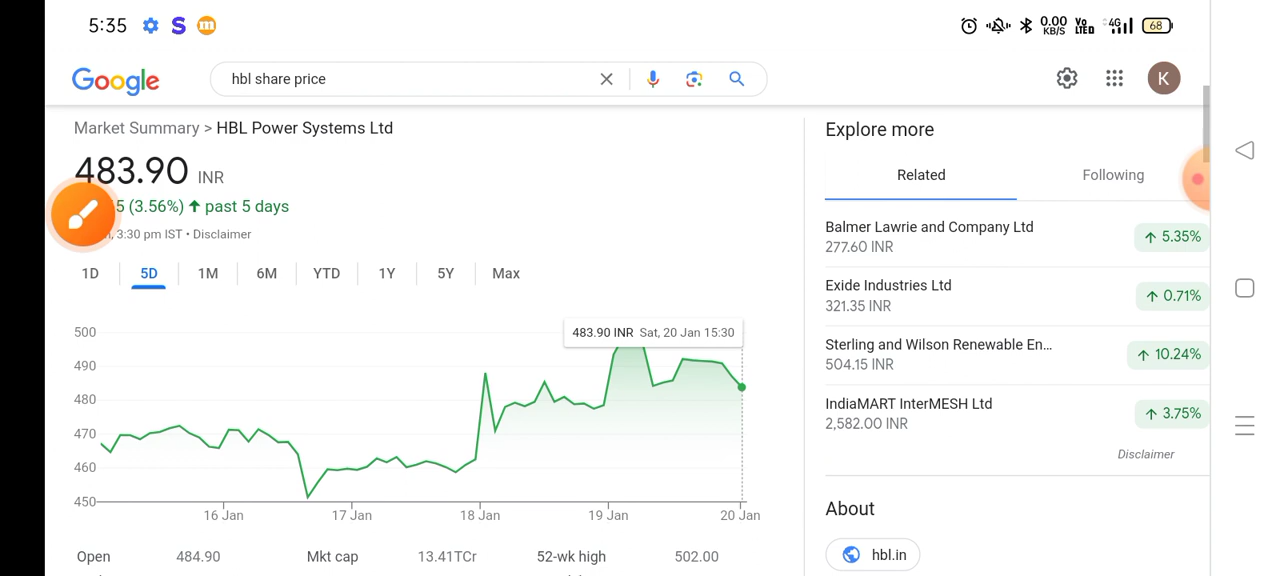 5:35
S
m
0.00
KB/S
Vo
LTED
4G
68
Google
hbl share price
K
Market Summary > HBL Power Systems Ltd
483.90 INR
5 (3.56%) ↑ past 5 days
3:30 pm IST • Disclaimer
1D 5D 1M 6M YTD 1Y 5Y Max
483.90 INR Sat, 20 Jan 15:30
500
490
480
470
460
450
16 Jan 17 Jan 18 Jan 19 Jan 20 Jan
Open 484.90 Mkt cap 13.41TCr 52-wk high 502.00
Explore more
Related Following
Balmer Lawrie and Company Ltd
277.60 INR
↑ 5.35%
Exide Industries Ltd
321.35 INR
↑ 0.71%
Sterling and Wilson Renewable En...
504.15 INR
↑ 10.24%
IndiaMART InterMESH Ltd
2,582.00 INR
↑ 3.75%
Disclaimer
About
hbl.in